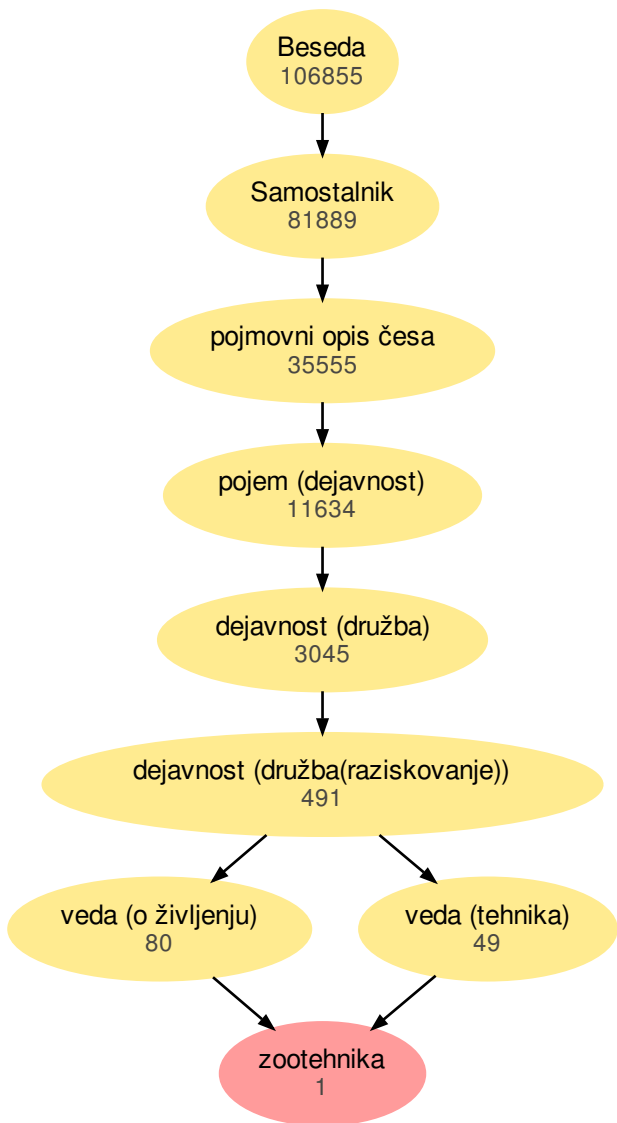 Beseda
106855
Samostalnik
81889
pojmovni opis česa
35555
pojem (dejavnost)
11634
dejavnost (družba)
3045
dejavnost (družba(raziskovanje))
491
veda (o življenju)
80
veda (tehnika)
49
zootehnika
1